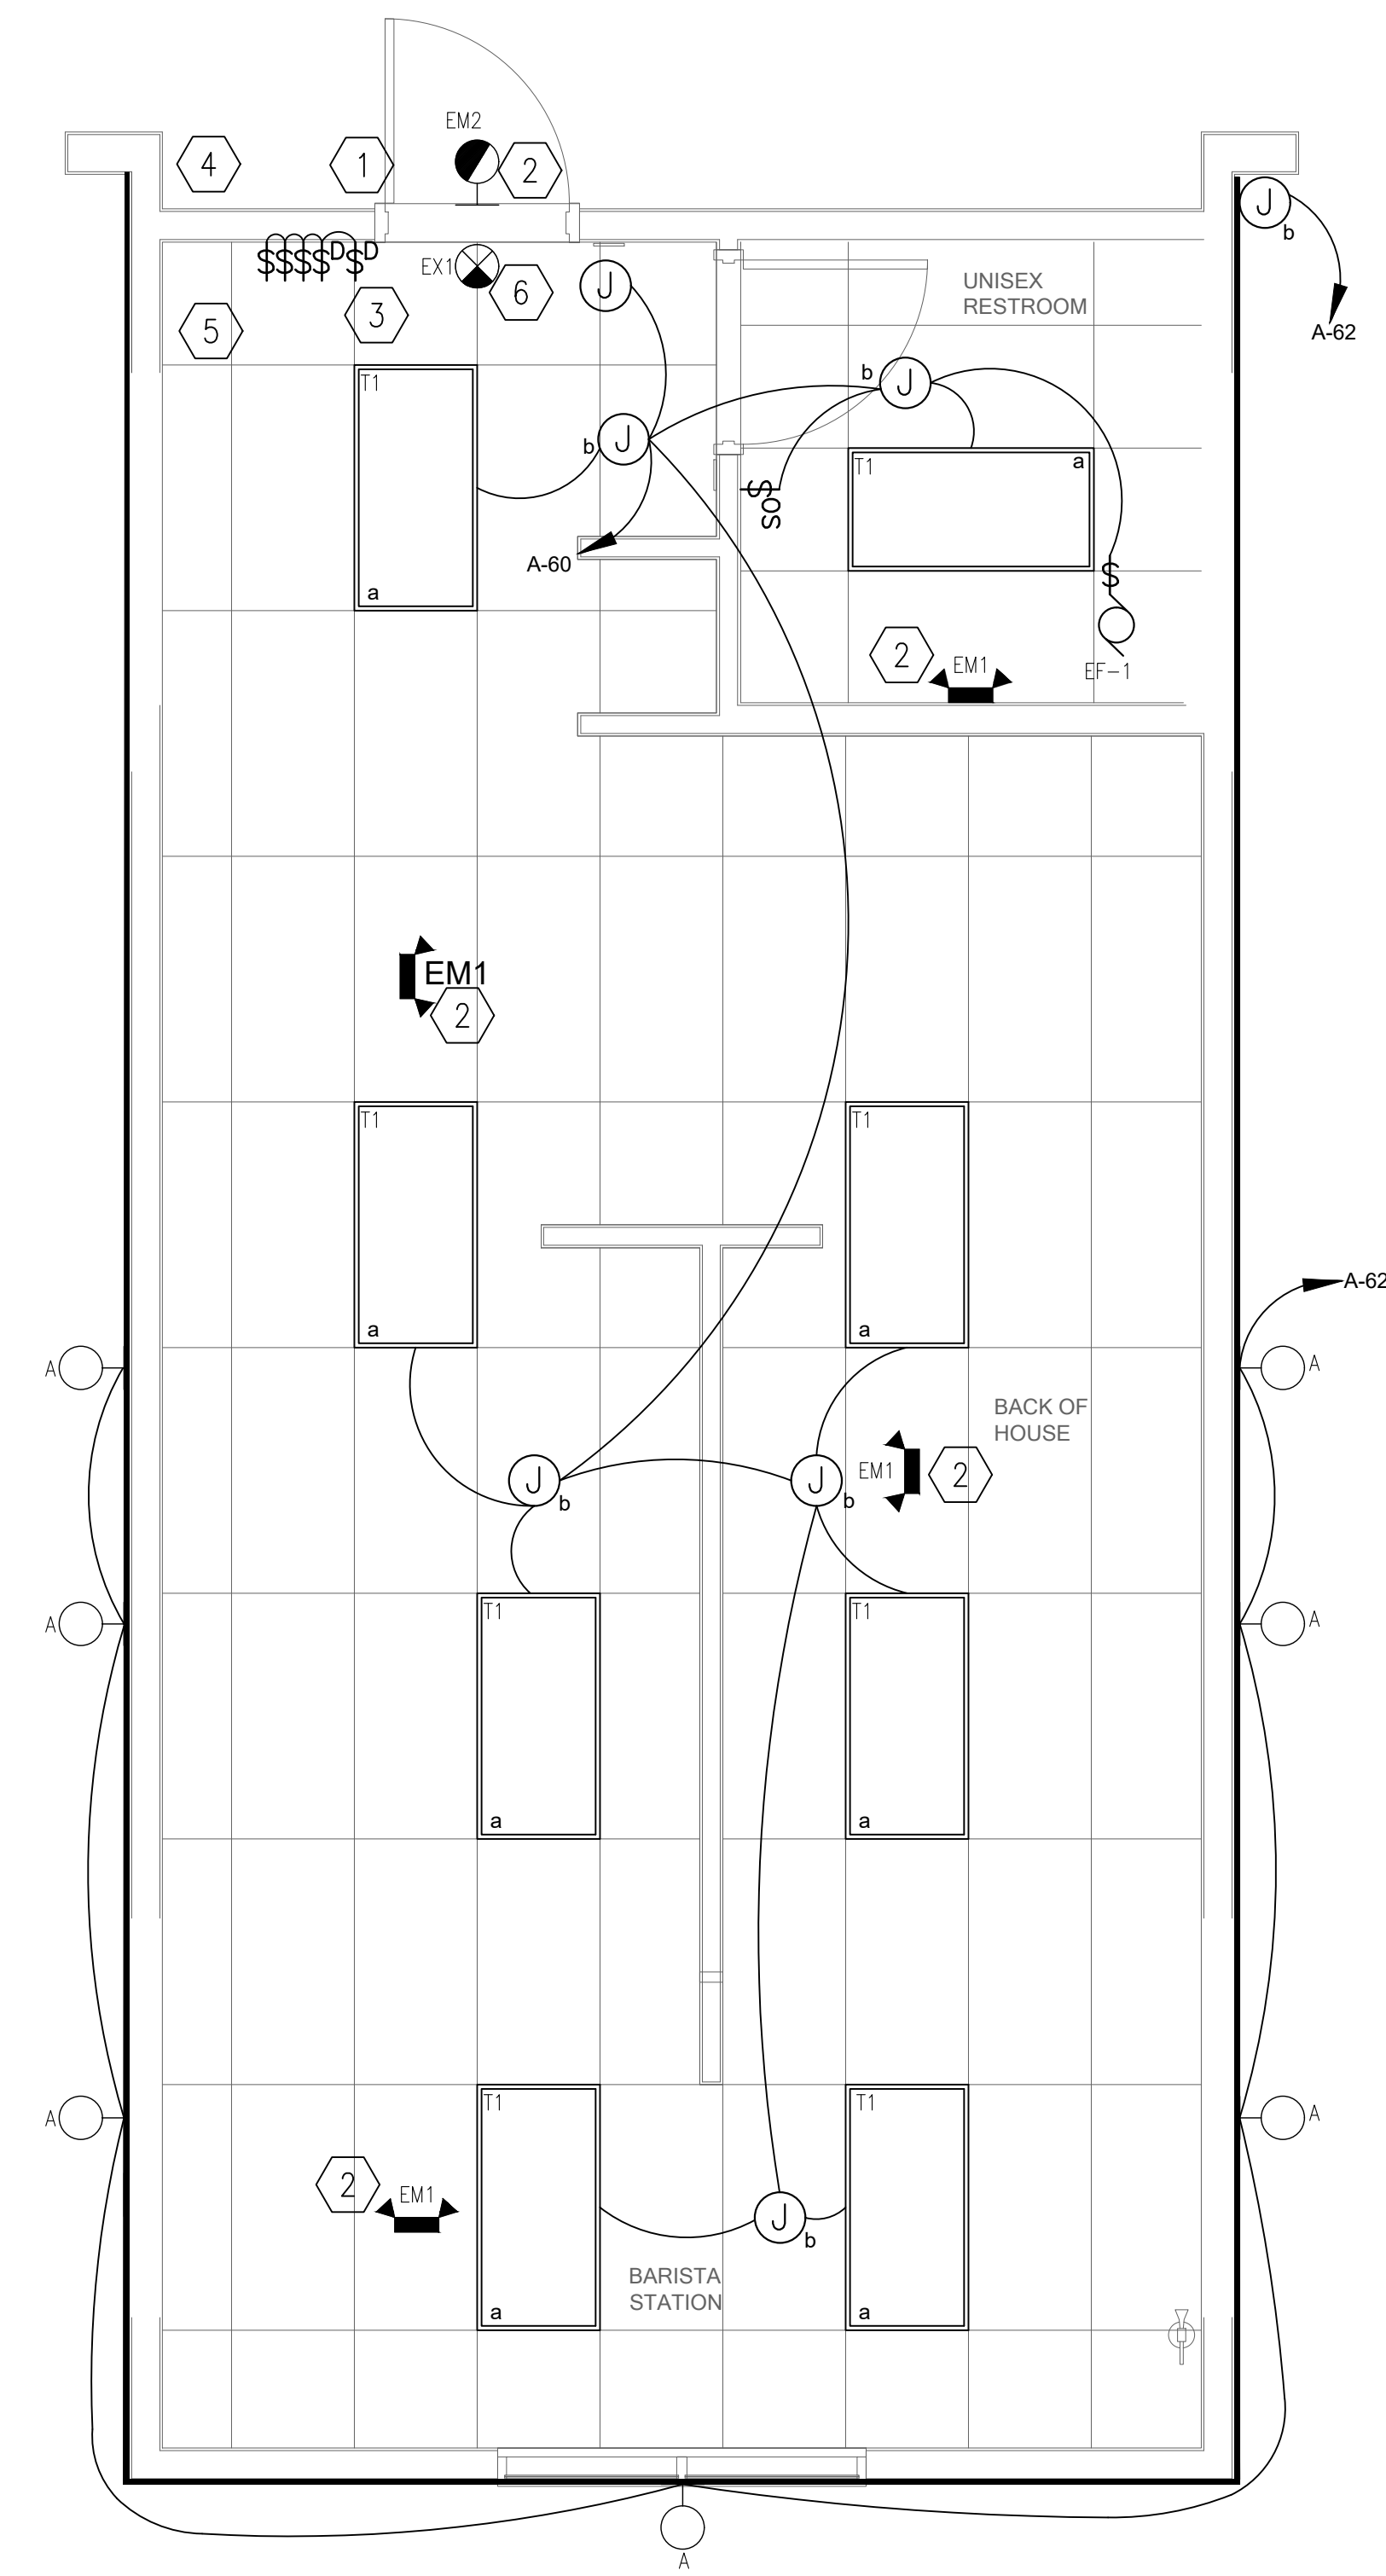 EM2
4
1
2
J
b
$$$$D$D
EX1
6
J
5
3
UNISEX
RESTROOM
A-62
T1
b
J
b
J
T1
a
$
OS
A-60
a
$
2
EM1
EF-1
EM1
2
T1
T1
a
a
A-62
A
A
BACK OF
HOUSE
J
b
J
b
EM1
2
A
T1
T1
A
a
a
T1
T1
A
A
2
EM1
J
b
BARISTA
STATION
a
a
A